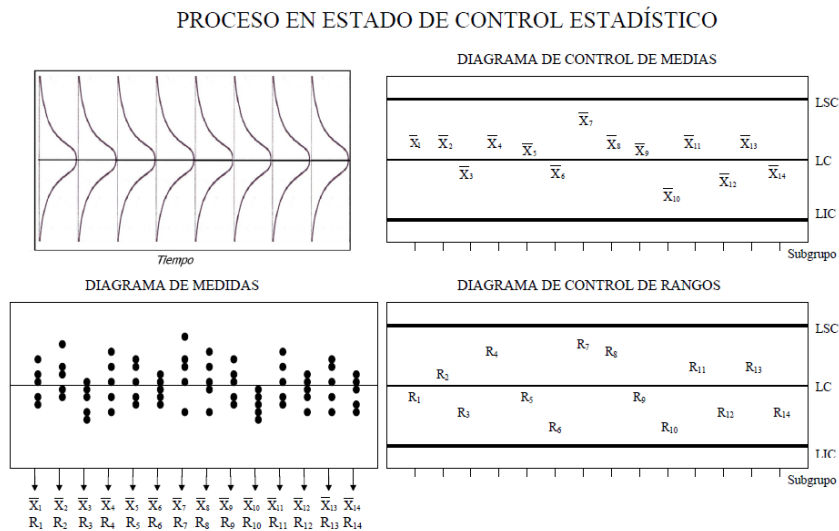 PROCESO EN ESTADO DE CONTROL ESTADÍSTICO
Tiempo
DIAGRAMA DE CONTROL DE MEDIAS
LSC
X̅₇
X̅₁ X̅₂ X̅₄ X̅₅ X̅₈ X̅₉ X̅₁₁ X̅₁₃
LC
X̅₃ X̅₆ X̅₁₀ X̅₁₂ X̅₁₄
LIC
Subgrupo
DIAGRAMA DE MEDIDAS
X̅₁ X̅₂ X̅₃ X̅₄ X̅₅ X̅₆ X̅₇ X̅₈ X̅₉ X̅₁₀ X̅₁₁ X̅₁₂ X̅₁₃ X̅₁₄
R₁ R₂ R₃ R₄ R₅ R₆ R₇ R₈ R₉ R₁₀ R₁₁ R₁₂ R₁₃ R₁₄
DIAGRAMA DE CONTROL DE RANGOS
LSC
R₄ R₇ R₈
R₂ R₁₁ R₁₃
LC
R₁ R₅ R₉
R₃ R₁₂ R₁₄
R₆ R₁₀
LIC
Subgrupo